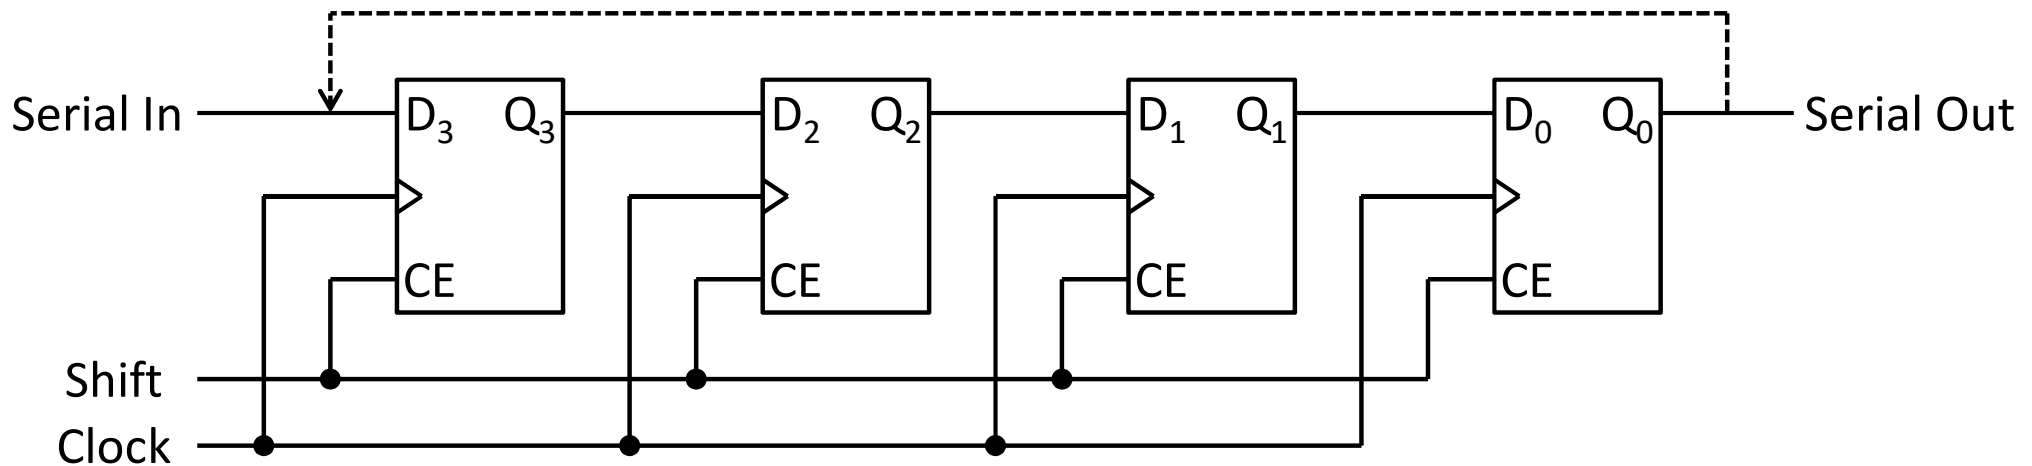 Serial In D₃ Q₃ D₂ Q₂ D₁ Q₁ D₀ Q₀ Serial Out
CE CE CE CE
Shift
Clock